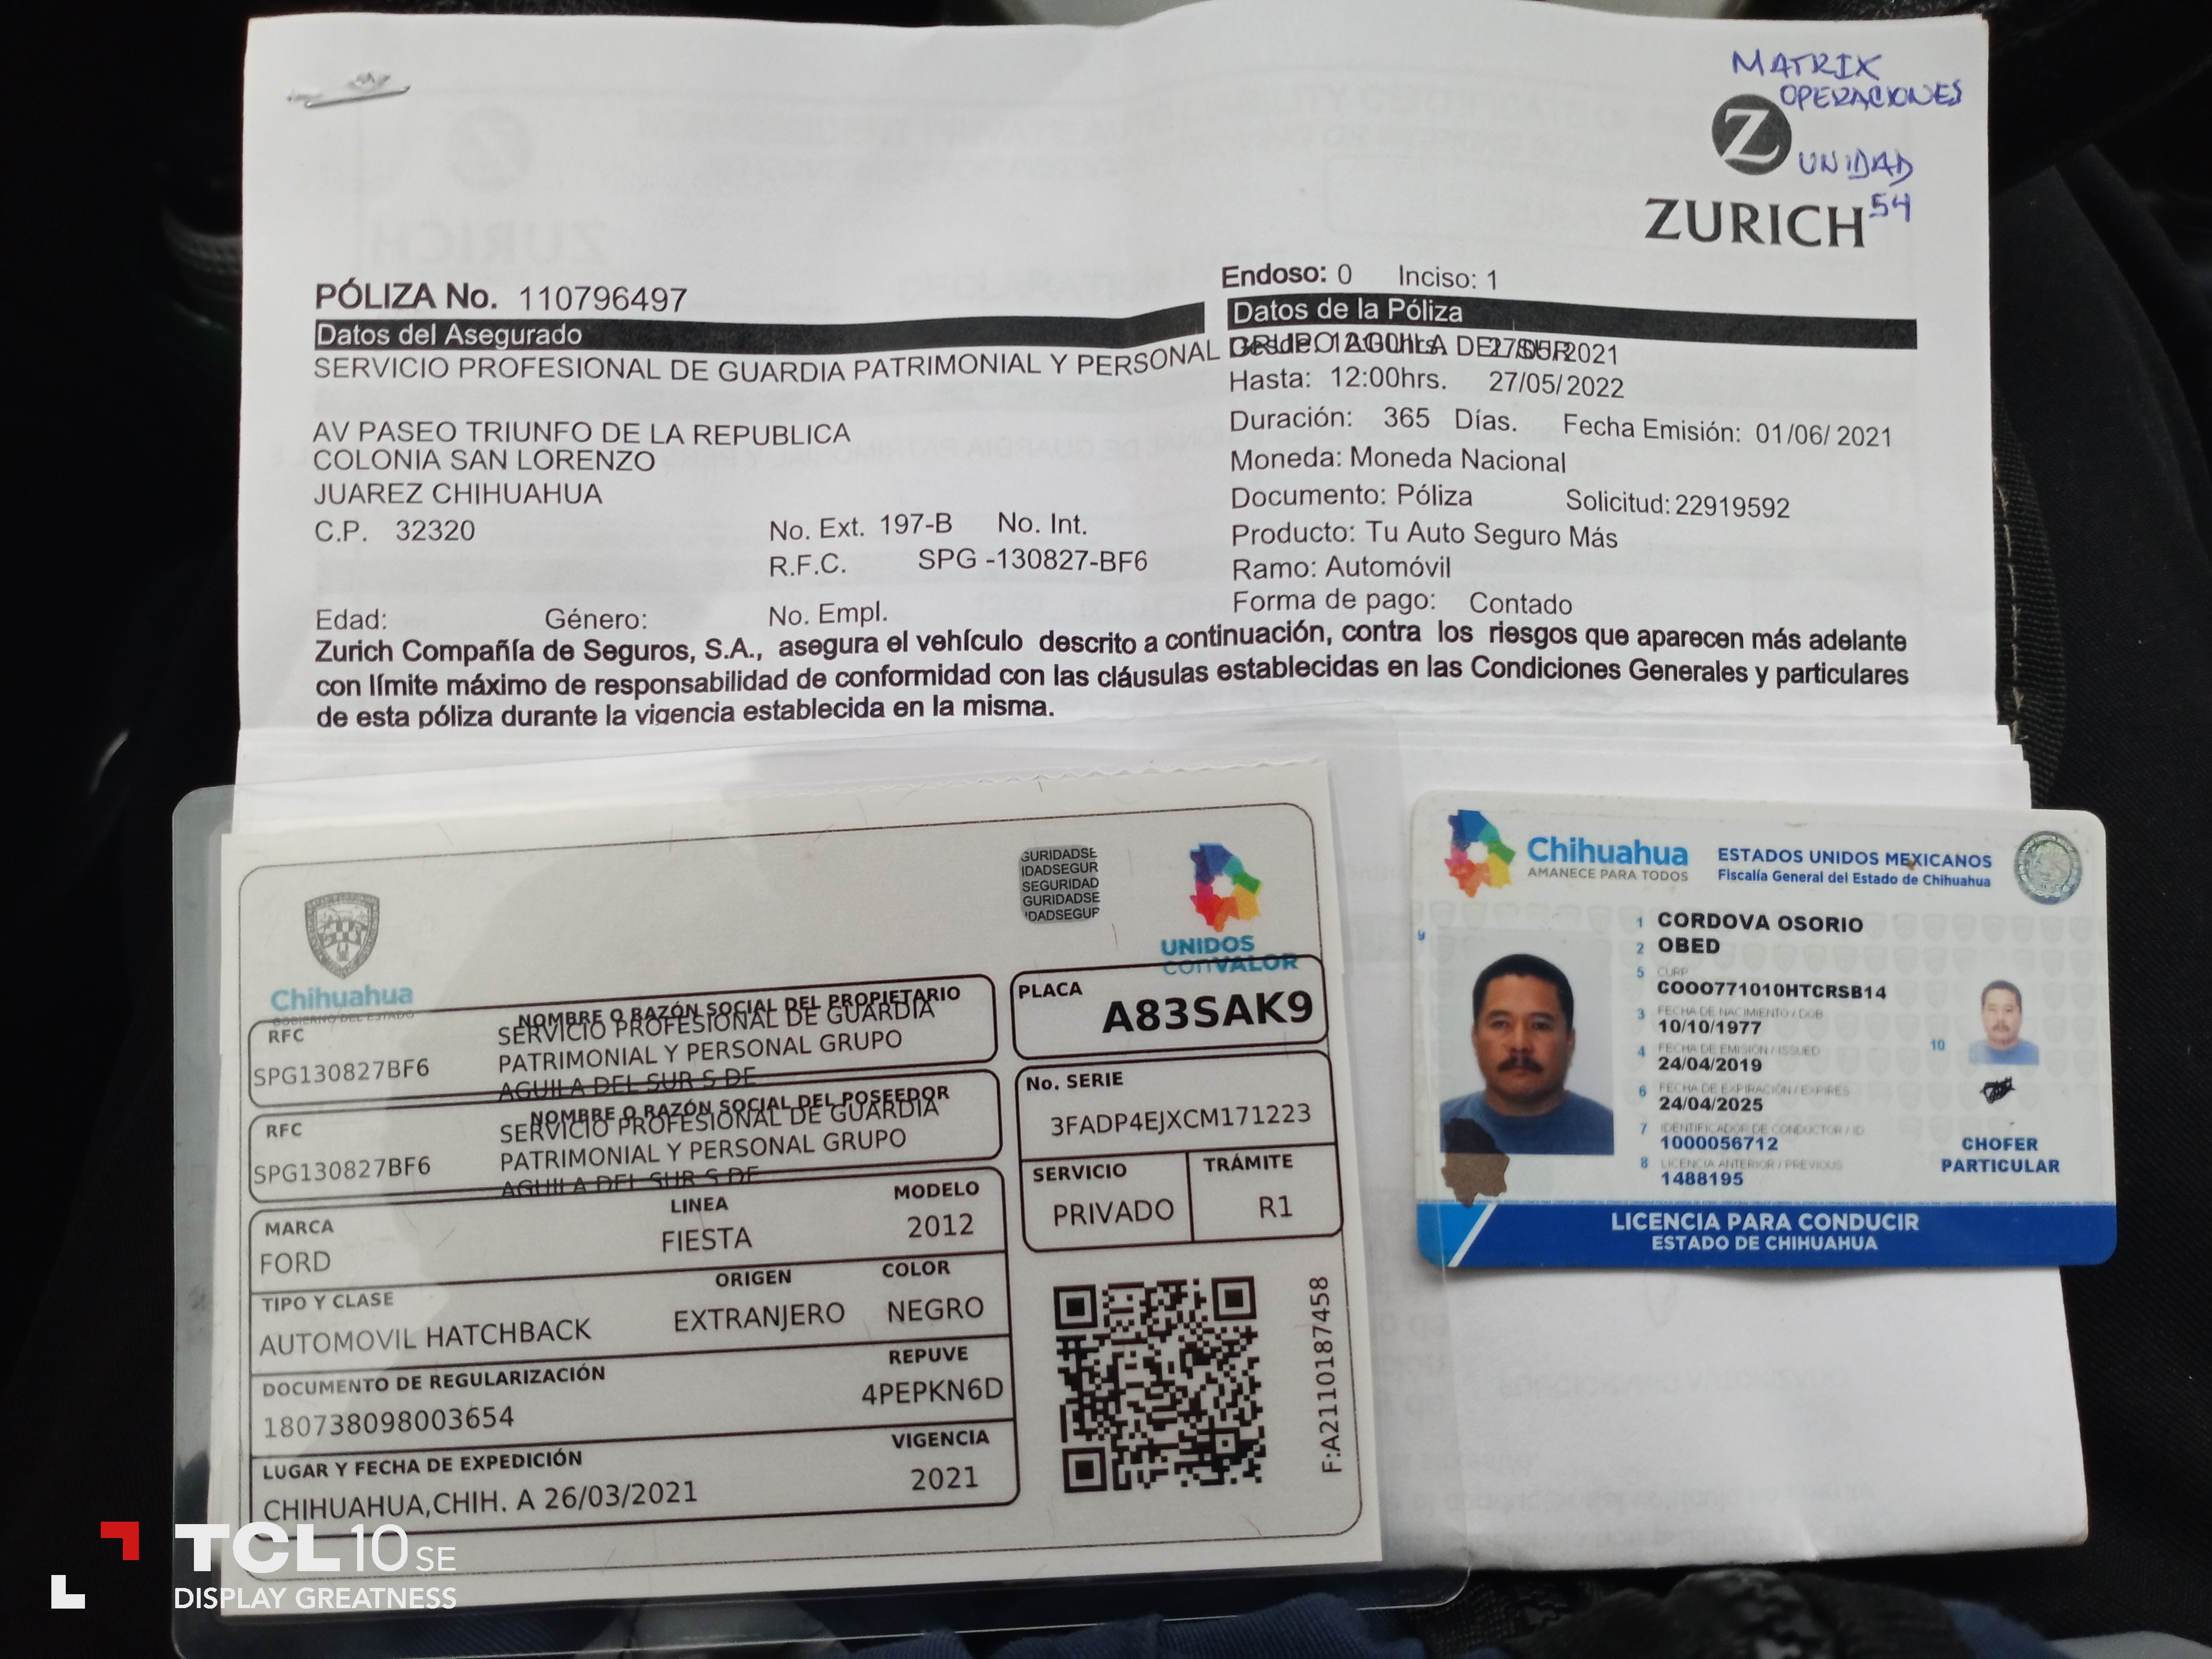 MATRIX
OPERACIONES
UNIDAD
54
Z
ZURICH
PÓLIZA No. 110796497
Endoso: 0 Inciso: 1
Datos del Asegurado
SERVICIO PROFESIONAL DE GUARDIA PATRIMONIAL Y PERSONAL GRUPO AGUILA DEL SUR
AV PASEO TRIUNFO DE LA REPUBLICA
COLONIA SAN LORENZO
JUAREZ CHIHUAHUA
C.P. 32320
No. Ext. 197-B No. Int.
R.F.C. SPG -130827-BF6
Edad: Género: No. Empl.
Datos de la Póliza
Desde: 12:00hrs. 27/05/2021
Hasta: 12:00hrs. 27/05/2022
Duración: 365 Días. Fecha Emisión: 01/06/2021
Moneda: Moneda Nacional
Documento: Póliza Solicitud: 22919592
Producto: Tu Auto Seguro Más
Ramo: Automóvil
Forma de pago: Contado
Zurich Compañía de Seguros, S.A., asegura el vehículo descrito a continuación, contra los riesgos que aparecen más adelante
con límite máximo de responsabilidad de conformidad con las cláusulas establecidas en las Condiciones Generales y particulares
de esta póliza durante la vigencia establecida en la misma.
GURIDADSE
IDADSEGUR
SEGURIDAD
GURIDADSE
IDADSEGUR
UNIDOS
CONVALOR
Chihuahua
GOBIERNO DEL ESTADO
RFC
NOMBRE O RAZÓN SOCIAL DEL PROPIETARIO
SPG130827BF6
SERVICIO PROFESIONAL DE GUARDIA
PATRIMONIAL Y PERSONAL GRUPO
AGUILA DEL SUR S DE
RFC
NOMBRE O RAZÓN SOCIAL DEL POSEEDOR
SPG130827BF6
SERVICIO PROFESIONAL DE GUARDIA
PATRIMONIAL Y PERSONAL GRUPO
AGUILA DEL SUR S DE
MARCA LINEA MODELO
FORD FIESTA 2012
TIPO Y CLASE ORIGEN COLOR
AUTOMOVIL HATCHBACK EXTRANJERO NEGRO
DOCUMENTO DE REGULARIZACIÓN REPUVE
180738098003654 4PEPKN6D
LUGAR Y FECHA DE EXPEDICIÓN VIGENCIA
CHIHUAHUA,CHIH. A 26/03/2021 2021
PLACA
A83SAK9
No. SERIE
3FADP4EJXCM171223
SERVICIO TRÁMITE
PRIVADO R1
F:A21101187458
Chihuahua
AMANECE PARA TODOS
ESTADOS UNIDOS MEXICANOS
Fiscalía General del Estado de Chihuahua
9
1 CORDOVA OSORIO
2 OBED
5 CURP
COOO771010HTCRSB14
3 FECHA DE NACIMIENTO / DOB
10/10/1977
4 FECHA DE EMISIÓN / ISSUED
24/04/2019
6 FECHA DE EXPIRACIÓN / EXPIRES
24/04/2025
7 IDENTIFICADOR DE CONDUCTOR / ID
1000056712
8 LICENCIA ANTERIOR / PREVIOUS
1488195
10
CHOFER
PARTICULAR
LICENCIA PARA CONDUCIR
ESTADO DE CHIHUAHUA
TCL 10 SE
DISPLAY GREATNESS